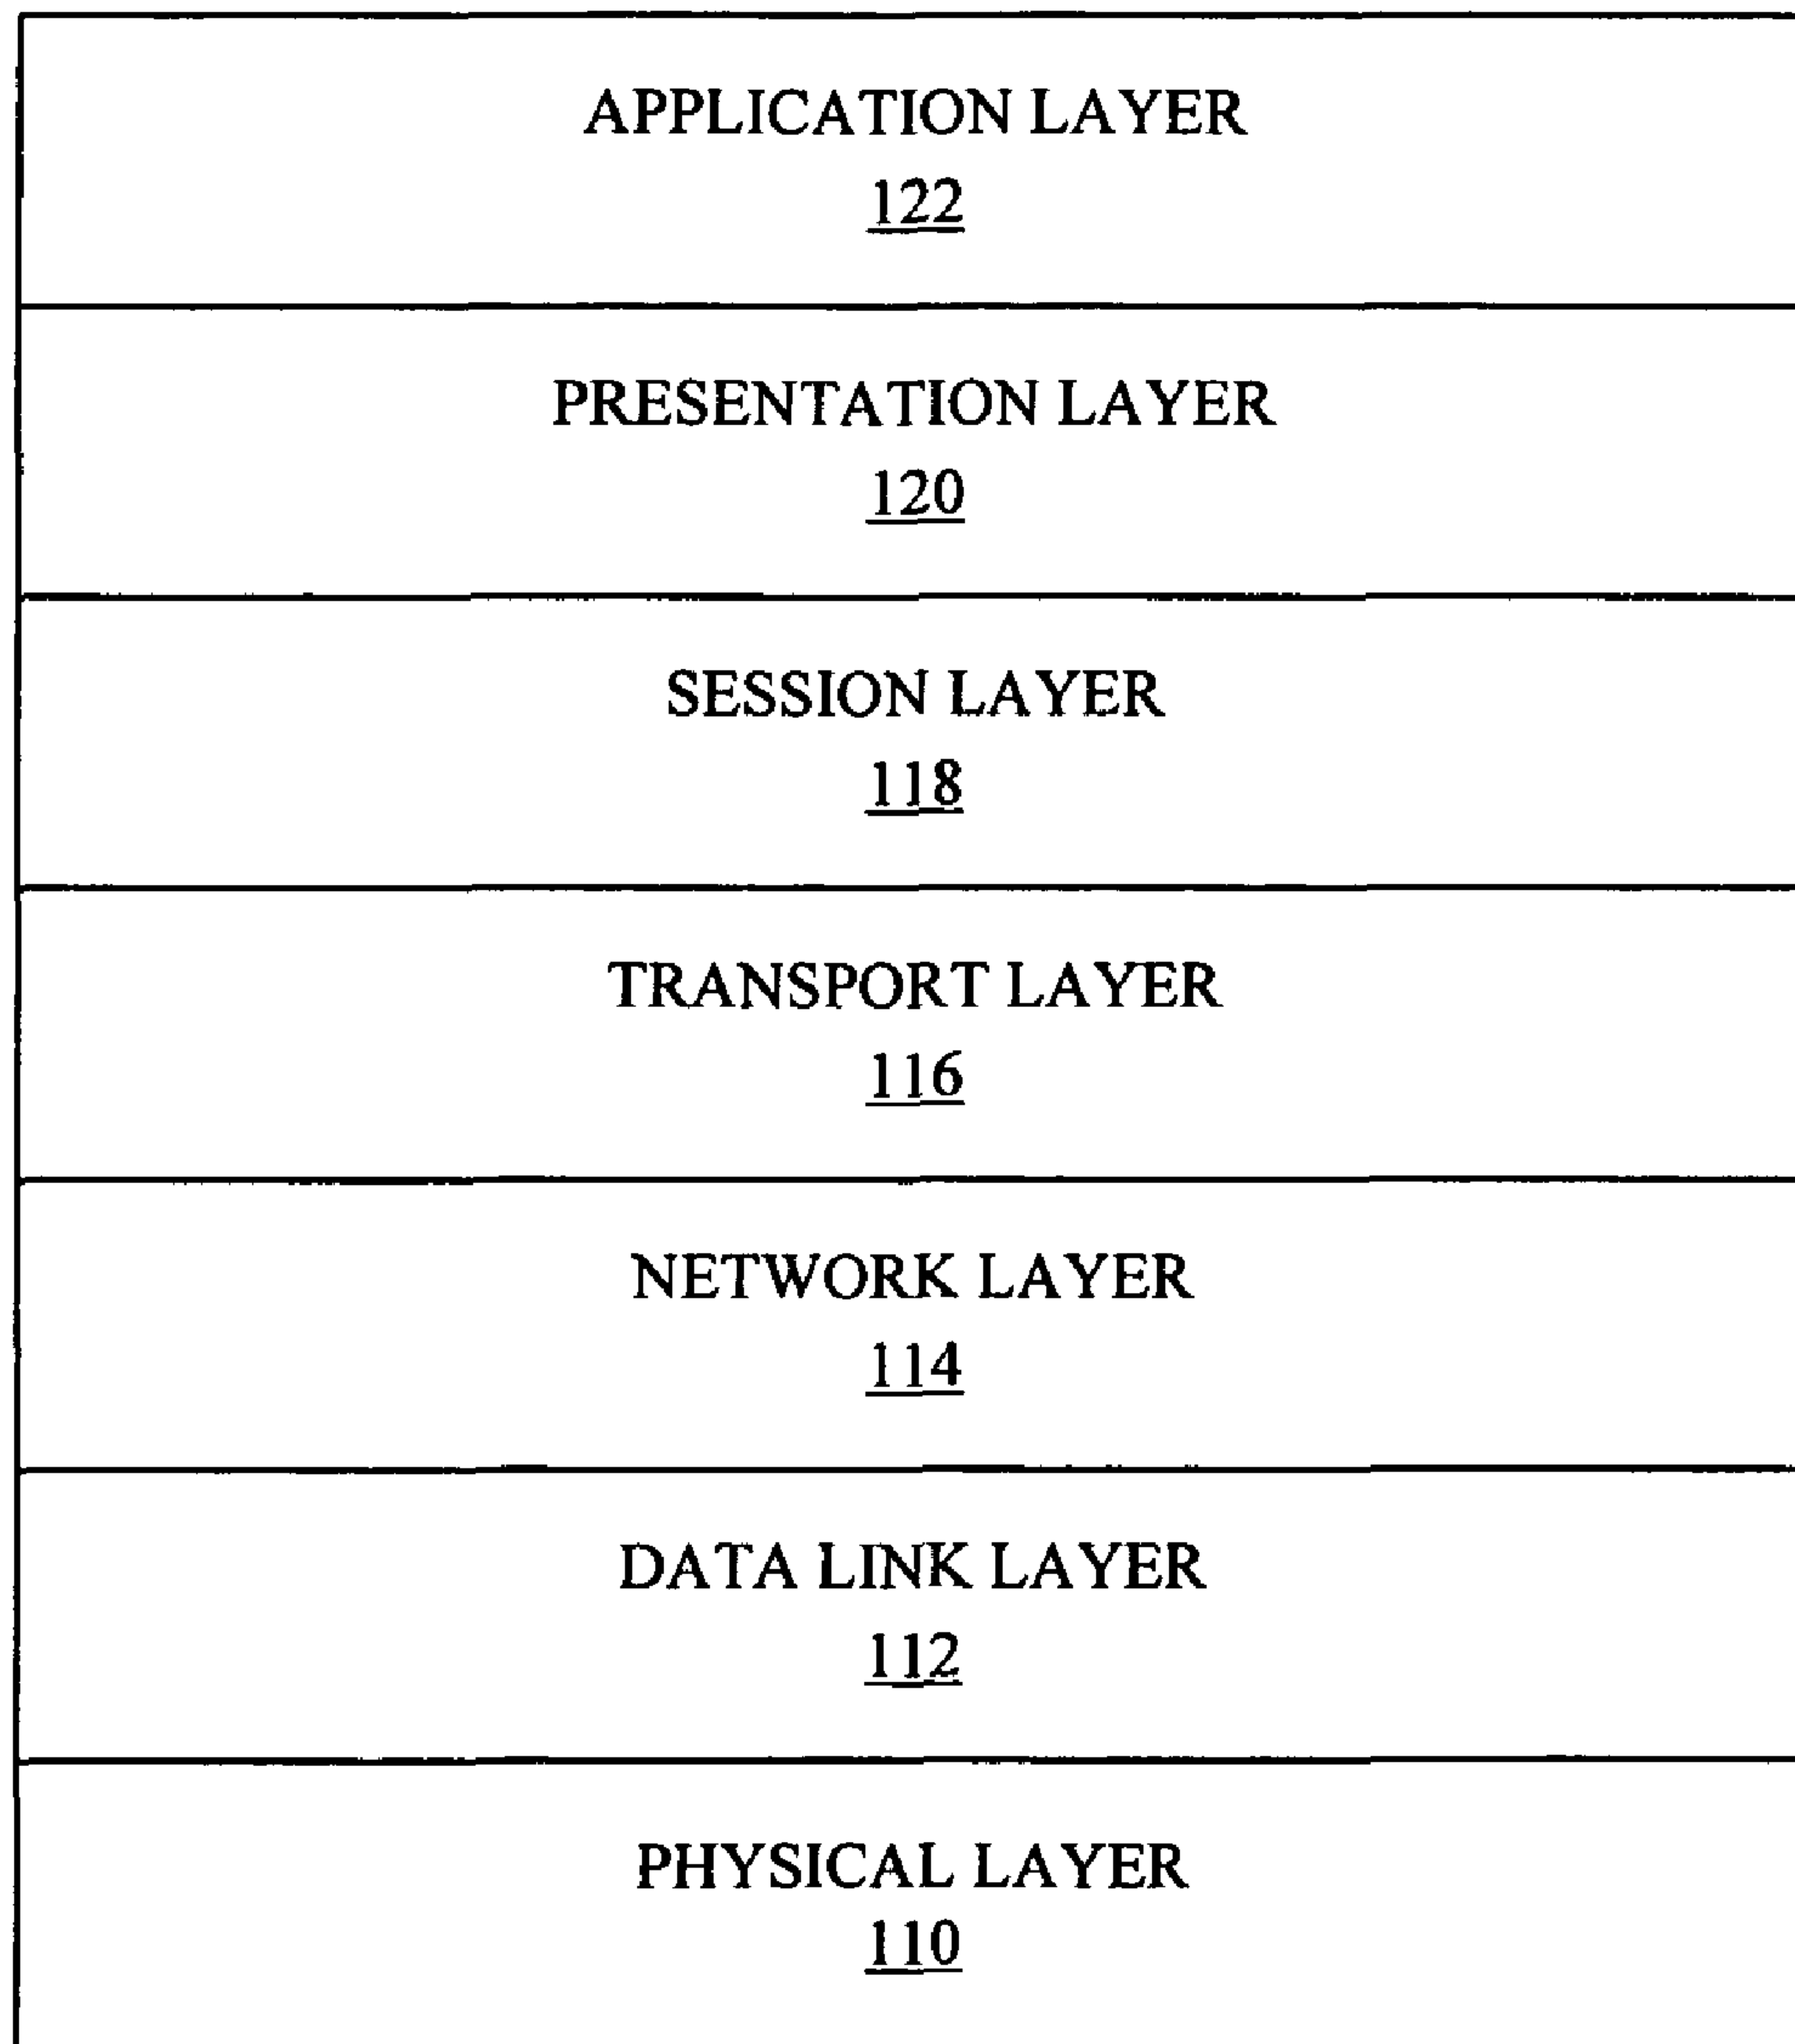 APPLICATION LAYER
122
PRESENTATION LAYER
120
SESSION LAYER
118
TRANSPORT LAYER
116
NETWORK LAYER
114
DATA LINK LAYER
112
PHYSICAL LAYER
110